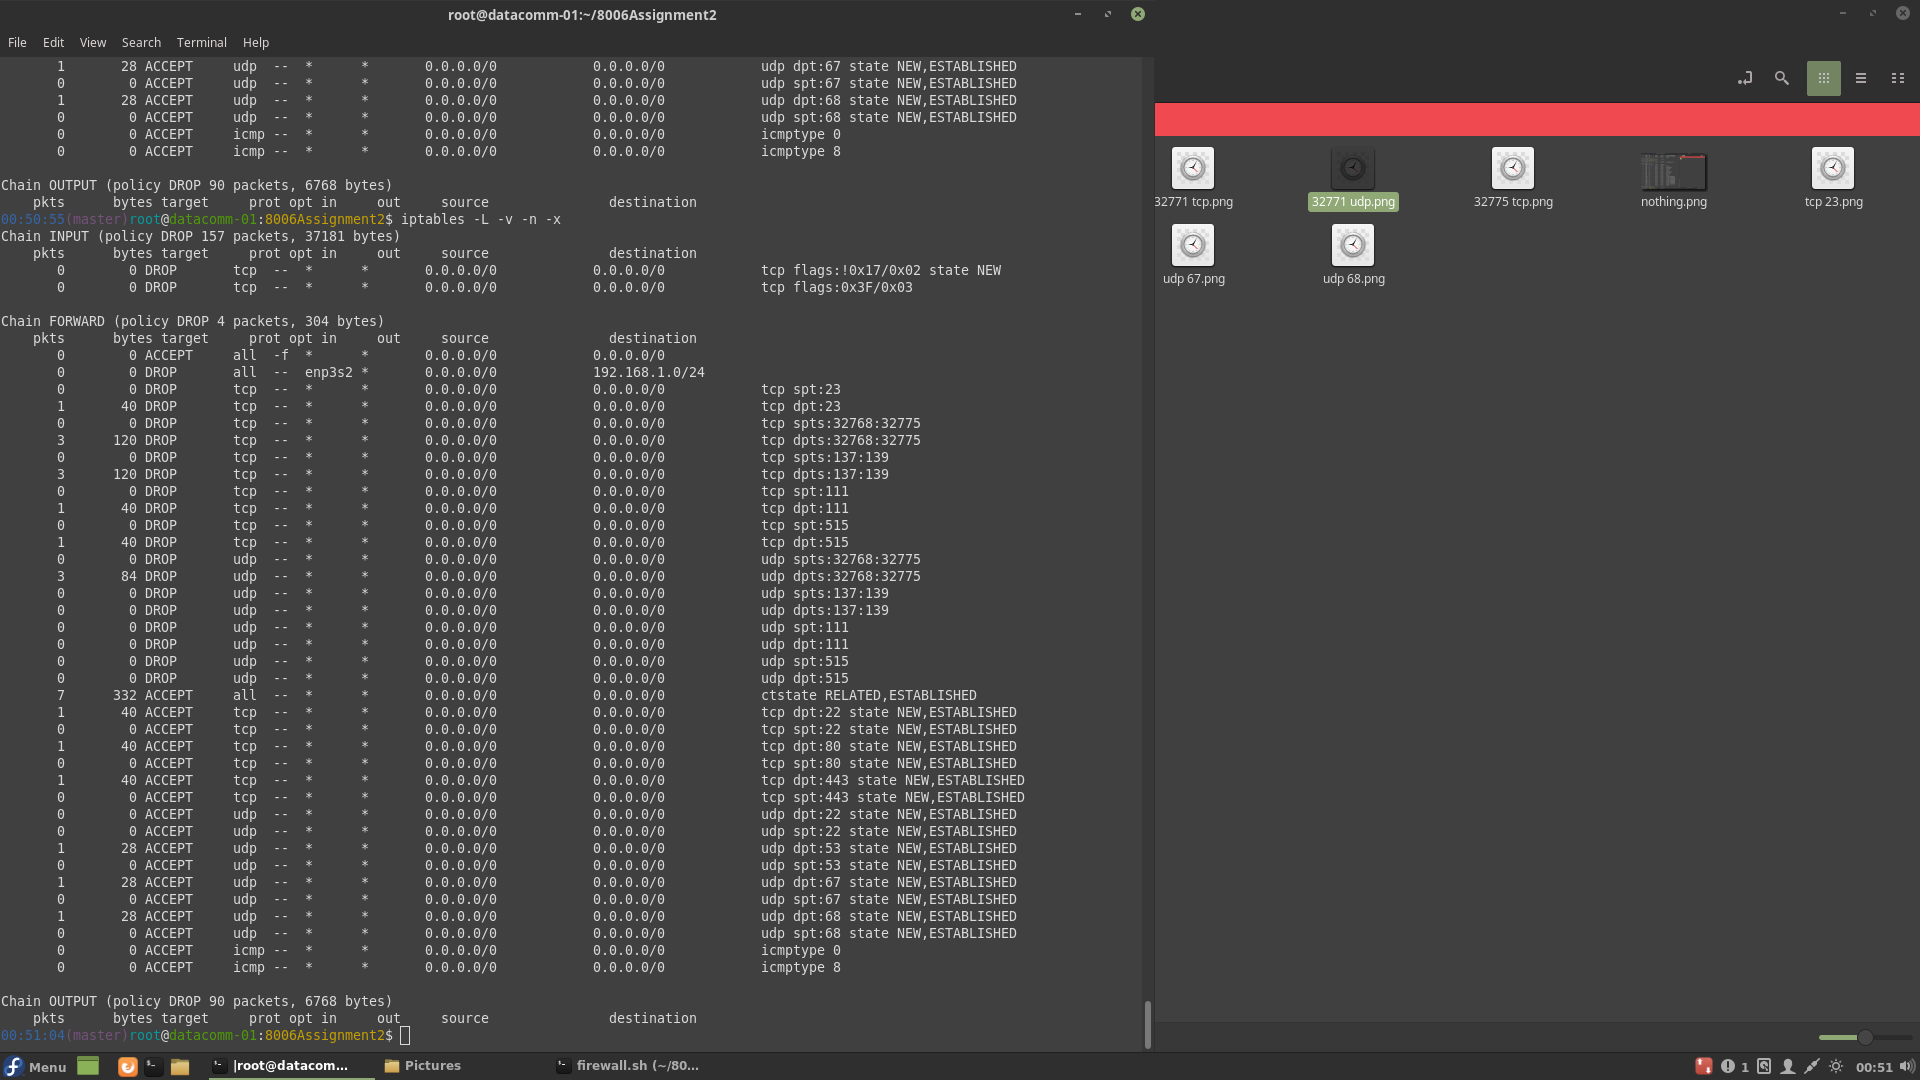 root@datacomm-01:~/8006Assignment2
File Edit View Search Terminal Help
1 28 ACCEPT udp -- * * 0.0.0.0/0 0.0.0.0/0 udp dpt:67 state NEW,ESTABLISHED
0 0 ACCEPT udp -- * * 0.0.0.0/0 0.0.0.0/0 udp spt:67 state NEW,ESTABLISHED
1 28 ACCEPT udp -- * * 0.0.0.0/0 0.0.0.0/0 udp dpt:68 state NEW,ESTABLISHED
0 0 ACCEPT udp -- * * 0.0.0.0/0 0.0.0.0/0 udp spt:68 state NEW,ESTABLISHED
0 0 ACCEPT icmp -- * * 0.0.0.0/0 0.0.0.0/0 icmptype 0
0 0 ACCEPT icmp -- * * 0.0.0.0/0 0.0.0.0/0 icmptype 8
Chain OUTPUT (policy DROP 90 packets, 6768 bytes)
pkts bytes target prot opt in out source destination
00:50:55(master)root@datacomm-01:8006Assignment2$ iptables -L -v -n -x
Chain INPUT (policy DROP 157 packets, 37181 bytes)
pkts bytes target prot opt in out source destination
0 0 DROP tcp -- * * 0.0.0.0/0 0.0.0.0/0 tcp flags:!0x17/0x02 state NEW
0 0 DROP tcp -- * * 0.0.0.0/0 0.0.0.0/0 tcp flags:0x3F/0x03
Chain FORWARD (policy DROP 4 packets, 304 bytes)
pkts bytes target prot opt in out source destination
0 0 ACCEPT all -f * * 0.0.0.0/0 0.0.0.0/0
0 0 DROP all -- enp3s2 * 0.0.0.0/0 192.168.1.0/24
0 0 DROP tcp -- * * 0.0.0.0/0 0.0.0.0/0 tcp spt:23
1 40 DROP tcp -- * * 0.0.0.0/0 0.0.0.0/0 tcp dpt:23
0 0 DROP tcp -- * * 0.0.0.0/0 0.0.0.0/0 tcp spts:32768:32775
3 120 DROP tcp -- * * 0.0.0.0/0 0.0.0.0/0 tcp dpts:32768:32775
0 0 DROP tcp -- * * 0.0.0.0/0 0.0.0.0/0 tcp spts:137:139
3 120 DROP tcp -- * * 0.0.0.0/0 0.0.0.0/0 tcp dpts:137:139
0 0 DROP tcp -- * * 0.0.0.0/0 0.0.0.0/0 tcp spt:111
1 40 DROP tcp -- * * 0.0.0.0/0 0.0.0.0/0 tcp dpt:111
0 0 DROP tcp -- * * 0.0.0.0/0 0.0.0.0/0 tcp spt:515
1 40 DROP tcp -- * * 0.0.0.0/0 0.0.0.0/0 tcp dpt:515
0 0 DROP udp -- * * 0.0.0.0/0 0.0.0.0/0 udp spts:32768:32775
3 84 DROP udp -- * * 0.0.0.0/0 0.0.0.0/0 udp dpts:32768:32775
0 0 DROP udp -- * * 0.0.0.0/0 0.0.0.0/0 udp spts:137:139
0 0 DROP udp -- * * 0.0.0.0/0 0.0.0.0/0 udp dpts:137:139
0 0 DROP udp -- * * 0.0.0.0/0 0.0.0.0/0 udp spt:111
0 0 DROP udp -- * * 0.0.0.0/0 0.0.0.0/0 udp dpt:111
0 0 DROP udp -- * * 0.0.0.0/0 0.0.0.0/0 udp spt:515
0 0 DROP udp -- * * 0.0.0.0/0 0.0.0.0/0 udp dpt:515
7 332 ACCEPT all -- * * 0.0.0.0/0 0.0.0.0/0 ctstate RELATED,ESTABLISHED
1 40 ACCEPT tcp -- * * 0.0.0.0/0 0.0.0.0/0 tcp dpt:22 state NEW,ESTABLISHED
0 0 ACCEPT tcp -- * * 0.0.0.0/0 0.0.0.0/0 tcp spt:22 state NEW,ESTABLISHED
1 40 ACCEPT tcp -- * * 0.0.0.0/0 0.0.0.0/0 tcp dpt:80 state NEW,ESTABLISHED
0 0 ACCEPT tcp -- * * 0.0.0.0/0 0.0.0.0/0 tcp spt:80 state NEW,ESTABLISHED
1 40 ACCEPT tcp -- * * 0.0.0.0/0 0.0.0.0/0 tcp dpt:443 state NEW,ESTABLISHED
0 0 ACCEPT tcp -- * * 0.0.0.0/0 0.0.0.0/0 tcp spt:443 state NEW,ESTABLISHED
0 0 ACCEPT udp -- * * 0.0.0.0/0 0.0.0.0/0 udp dpt:22 state NEW,ESTABLISHED
0 0 ACCEPT udp -- * * 0.0.0.0/0 0.0.0.0/0 udp spt:22 state NEW,ESTABLISHED
1 28 ACCEPT udp -- * * 0.0.0.0/0 0.0.0.0/0 udp dpt:53 state NEW,ESTABLISHED
0 0 ACCEPT udp -- * * 0.0.0.0/0 0.0.0.0/0 udp spt:53 state NEW,ESTABLISHED
1 28 ACCEPT udp -- * * 0.0.0.0/0 0.0.0.0/0 udp dpt:67 state NEW,ESTABLISHED
0 0 ACCEPT udp -- * * 0.0.0.0/0 0.0.0.0/0 udp spt:67 state NEW,ESTABLISHED
1 28 ACCEPT udp -- * * 0.0.0.0/0 0.0.0.0/0 udp dpt:68 state NEW,ESTABLISHED
0 0 ACCEPT udp -- * * 0.0.0.0/0 0.0.0.0/0 udp spt:68 state NEW,ESTABLISHED
0 0 ACCEPT icmp -- * * 0.0.0.0/0 0.0.0.0/0 icmptype 0
0 0 ACCEPT icmp -- * * 0.0.0.0/0 0.0.0.0/0 icmptype 8
Chain OUTPUT (policy DROP 90 packets, 6768 bytes)
pkts bytes target prot opt in out source destination
00:51:04(master)root@datacomm-01:8006Assignment2$
32771 tcp.png 32771 udp.png 32775 tcp.png nothing.png tcp 23.png
udp 67.png udp 68.png
Menu |root@datacom... Pictures firewall.sh (~/80... 1 00:51